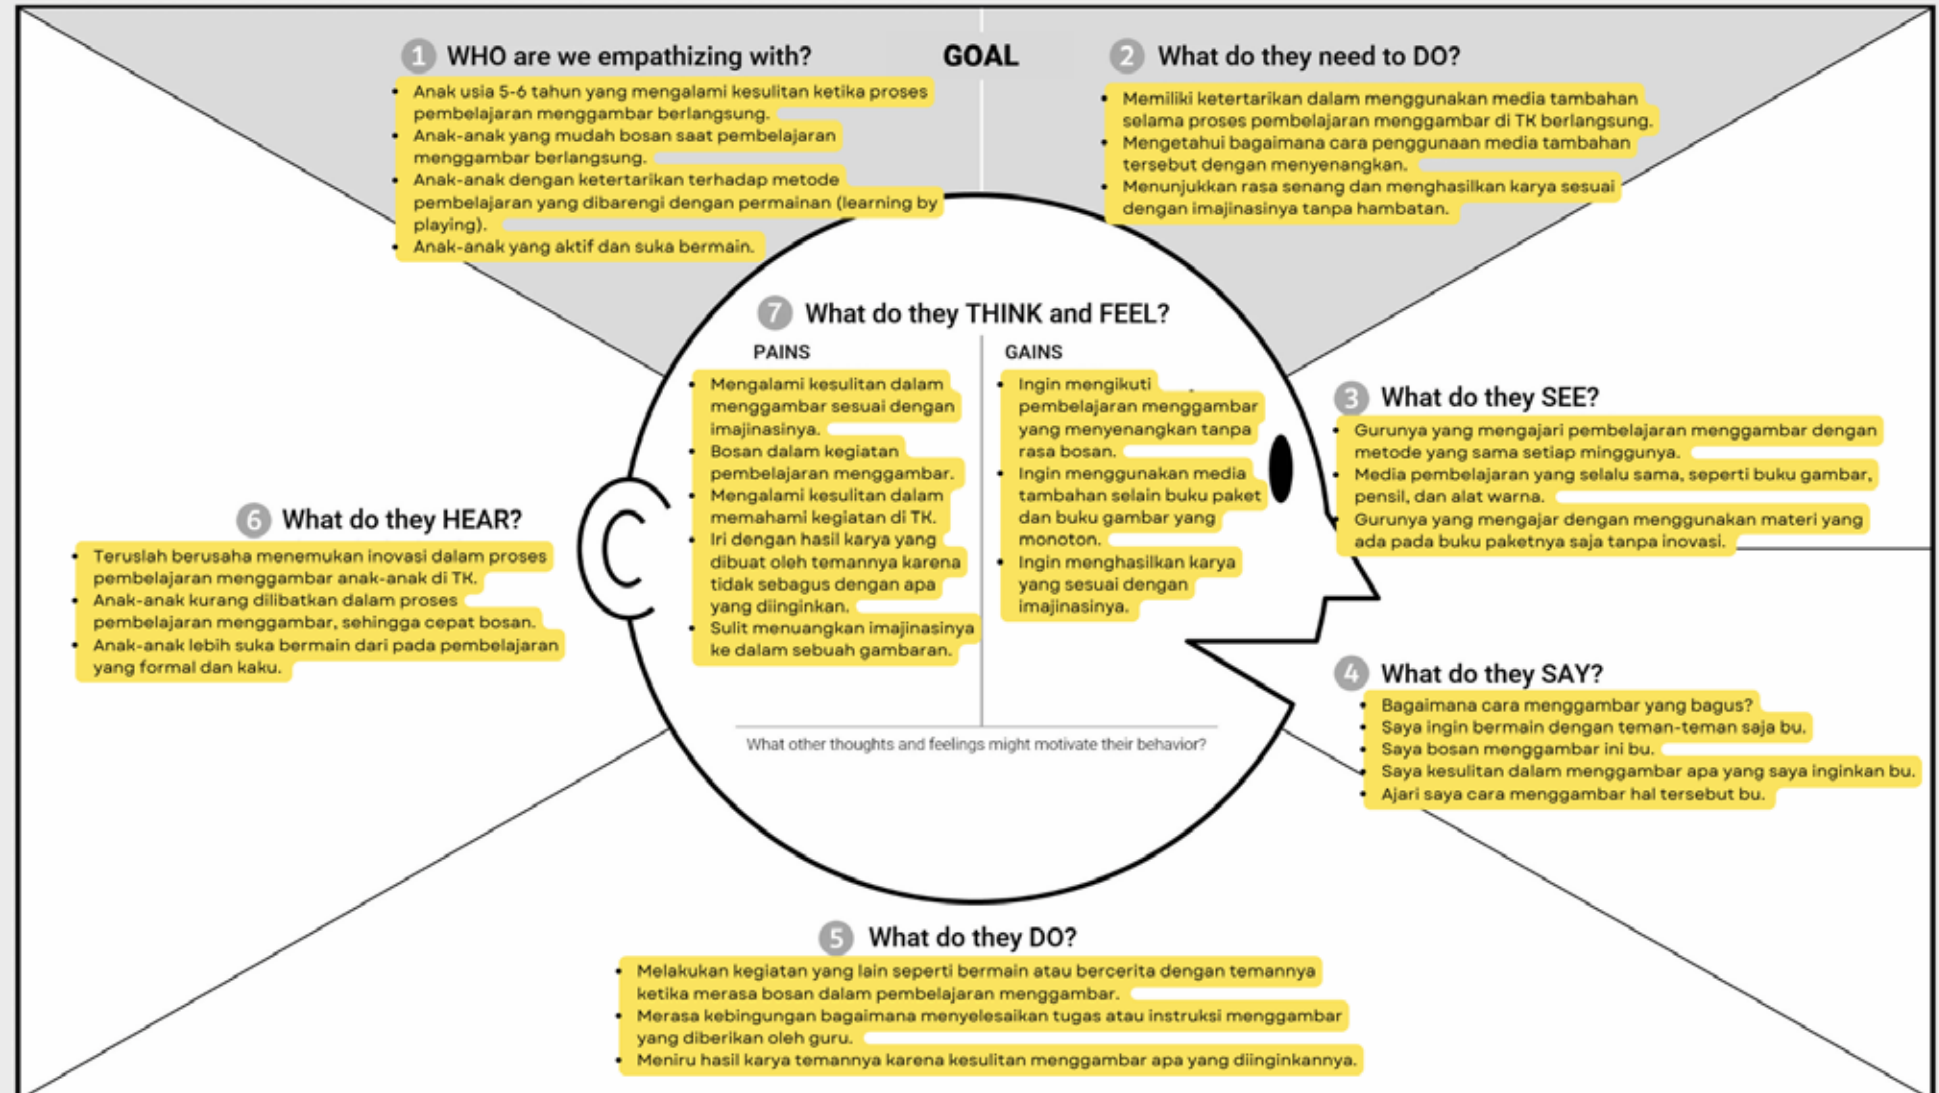 1 WHO are we empathizing with?
• Anak usia 5-6 tahun yang mengalami kesulitan ketika proses
pembelajaran menggambar berlangsung.
• Anak-anak yang mudah bosan saat pembelajaran
menggambar berlangsung.
• Anak-anak dengan ketertarikan terhadap metode
pembelajaran yang dibarengi dengan permainan (learning by
playing).
• Anak-anak yang aktif dan suka bermain.
GOAL
2 What do they need to DO?
• Memiliki ketertarikan dalam menggunakan media tambahan
selama proses pembelajaran menggambar di TK berlangsung.
• Mengetahui bagaimana cara penggunaan media tambahan
tersebut dengan menyenangkan.
• Menunjukkan rasa senang dan menghasilkan karya sesuai
dengan imajinasinya tanpa hambatan.
7 What do they THINK and FEEL?
PAINS
• Mengalami kesulitan dalam
menggambar sesuai dengan
imajinasinya.
• Bosan dalam kegiatan
pembelajaran menggambar.
• Mengalami kesulitan dalam
memahami kegiatan di TK.
• Iri dengan hasil karya yang
dibuat oleh temannya karena
tidak sebagus dengan apa
yang diinginkan.
• Sulit menuangkan imajinasinya
ke dalam sebuah gambaran.
GAINS
• Ingin mengikuti
pembelajaran menggambar
yang menyenangkan tanpa
rasa bosan.
• Ingin menggunakan media
tambahan selain buku paket
dan buku gambar yang
monoton.
• Ingin menghasilkan karya
yang sesuai dengan
imajinasinya.
What other thoughts and feelings might motivate their behavior?
3 What do they SEE?
• Gurunya yang mengajari pembelajaran menggambar dengan
metode yang sama setiap minggunya.
• Media pembelajaran yang selalu sama, seperti buku gambar,
pensil, dan alat warna.
• Gurunya yang mengajar dengan menggunakan materi yang
ada pada buku paketnya saja tanpa inovasi.
4 What do they SAY?
• Bagaimana cara menggambar yang bagus?
• Saya ingin bermain dengan teman-teman saja bu.
• Saya bosan menggambar ini bu.
• Saya kesulitan dalam menggambar apa yang saya inginkan bu.
• Ajari saya cara menggambar hal tersebut bu.
5 What do they DO?
• Melakukan kegiatan yang lain seperti bermain atau bercerita dengan temannya
ketika merasa bosan dalam pembelajaran menggambar.
• Merasa kebingungan bagaimana menyelesaikan tugas atau instruksi menggambar
yang diberikan oleh guru.
• Meniru hasil karya temannya karena kesulitan menggambar apa yang diinginkannya.
6 What do they HEAR?
• Teruslah berusaha menemukan inovasi dalam proses
pembelajaran menggambar anak-anak di TK.
• Anak-anak kurang dilibatkan dalam proses
pembelajaran menggambar, sehingga cepat bosan.
• Anak-anak lebih suka bermain dari pada pembelajaran
yang formal dan kaku.